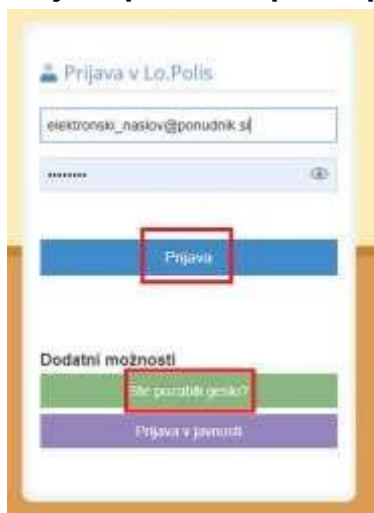 Prijava v Lo.Polis
elektronski_naslov@ponudnik.si
••••••••
Prijava
Dodatni možnosti
Ste pozabili geslo?
Prijava v javnosti